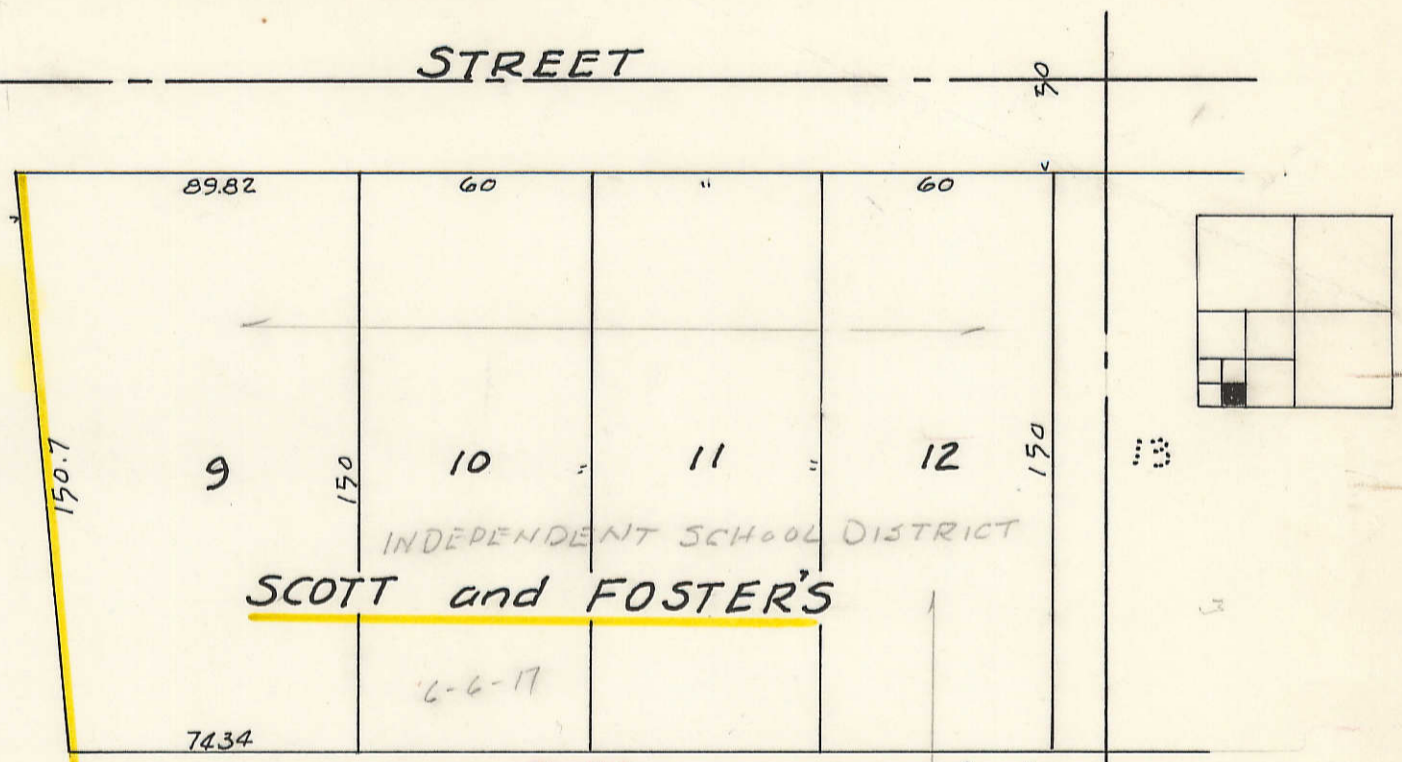 STREET
30
89.82 60 " 60
150.7
9
150
10 "
11 "
12
150
13
INDEPENDENT SCHOOL DISTRICT
SCOTT and FOSTER'S
6-6-17
7434